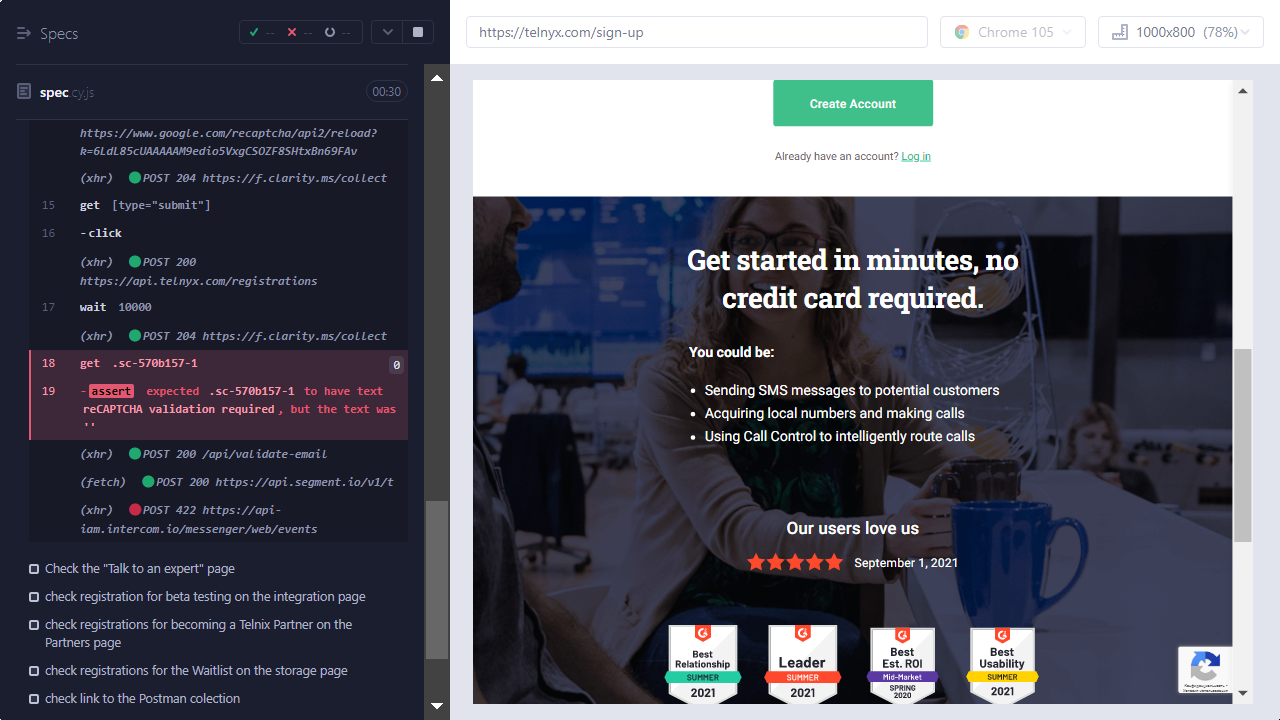 Specs
-- -- --
spec.cy.js
00:30
https://www.google.com/recaptcha/api2/reload?
k=6LdL85cUAAAAAM9edio5VxgCSOZF8SHtxBn69FAv
(xhr) POST 204 https://f.clarity.ms/collect
15 get [type="submit"]
16 -click
(xhr) POST 200
https://api.telnyx.com/registrations
17 wait 10000
(xhr) POST 204 https://f.clarity.ms/collect
18 get .sc-570b157-1 0
19 -assert expected .sc-570b157-1 to have text
reCAPTCHA validation required, but the text was
''
(xhr) POST 200 /api/validate-email
(fetch) POST 200 https://api.segment.io/v1/t
(xhr) POST 422 https://api-
iam.intercom.io/messenger/web/events
Check the "Talk to an expert" page
check registration for beta testing on the integration page
check registrations for becoming a Telnix Partner on the
Partners page
check registrations for the Waitlist on the storage page
check link to the Postman colection
https://telnyx.com/sign-up
Chrome 105
1000x800 (78%)
Create Account
Already have an account? Log in
Get started in minutes, no
credit card required.
You could be:
• Sending SMS messages to potential customers
• Acquiring local numbers and making calls
• Using Call Control to intelligently route calls
Our users love us
September 1, 2021
Best
Relationship
SUMMER
2021
Leader
SUMMER
2021
Best
Est. ROI
Mid-Market
SPRING
2020
Best
Usability
SUMMER
2021